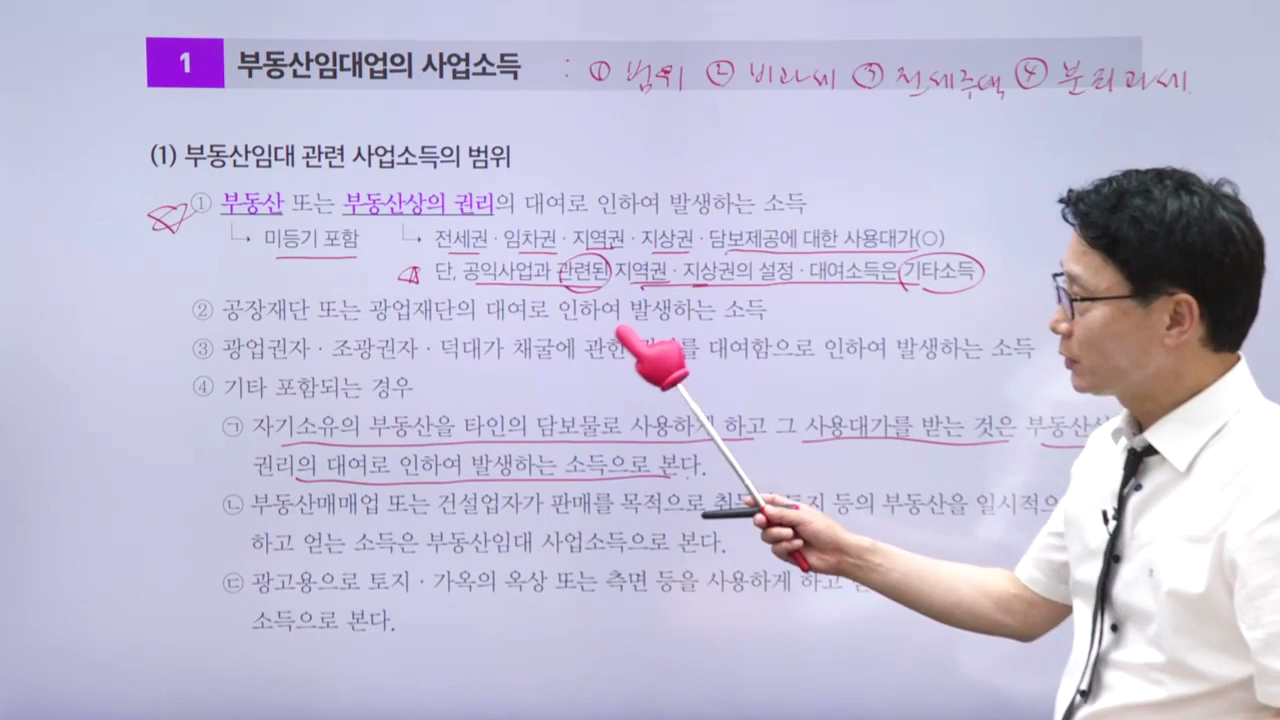 1 부동산임대업의 사업소득 : ① 범위 ② 비과세 ③ 전세주택 ④ 분리과세
(1) 부동산임대 관련 사업소득의 범위
① 부동산 또는 부동산상의 권리의 대여로 인하여 발생하는 소득
미등기 포함 전세권·임차권·지역권·지상권·담보제공에 대한 사용대가(O)
단, 공익사업과 관련된 지역권·지상권의 설정·대여소득은 기타소득
② 공장재단 또는 광업재단의 대여로 인하여 발생하는 소득
③ 광업권자·조광권자·덕대가 채굴에 관한 대여함으로 인하여 발생하는 소득
④ 기타 포함되는 경우
㉠ 자기소유의 부동산을 타인의 담보물로 사용하게 하고 그 사용대가를 받는 것은
권리의 대여로 인하여 발생하는 소득으로 본다.
㉡ 부동산매매업 또는 건설업자가 판매를 목적으로 토지 등의 부동산을
하고 얻는 소득은 부동산임대 사업소득으로 본다.
㉢ 광고용으로 토지·가옥의 옥상 또는 측면 등을 사용하게 하고
소득으로 본다.